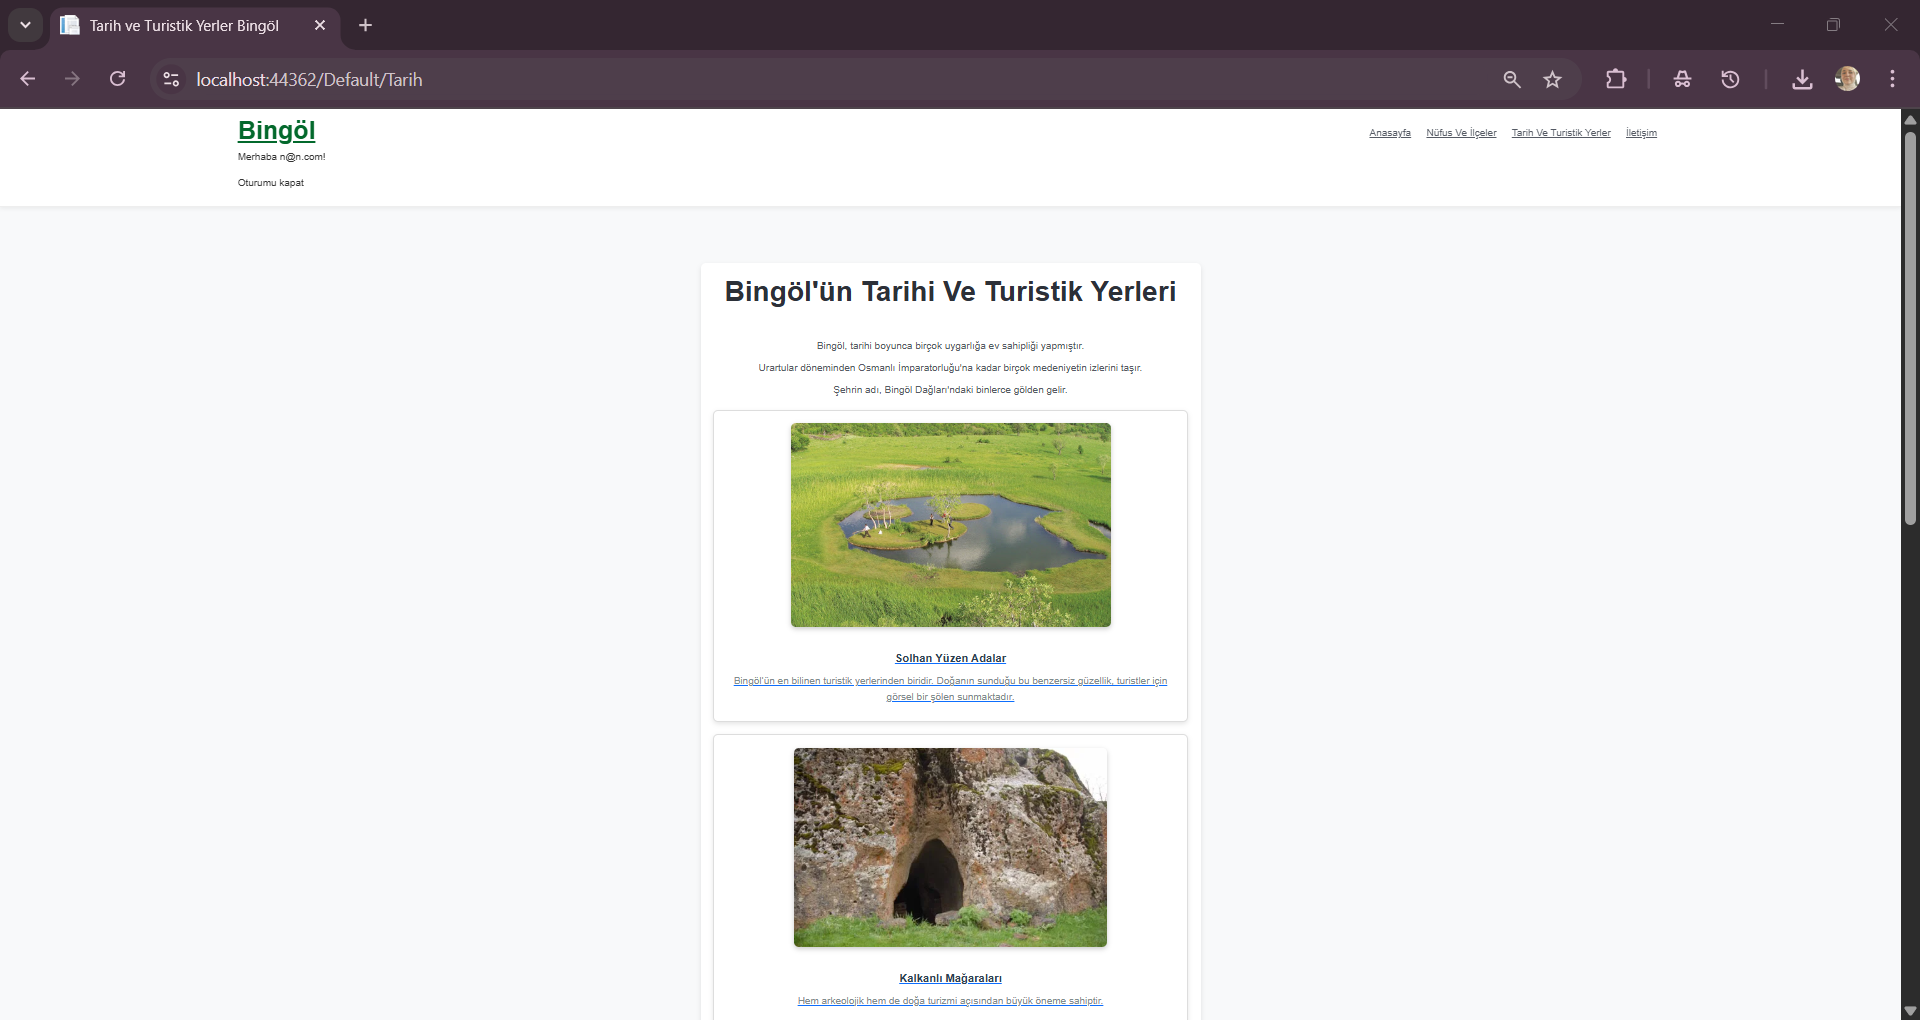 Tarih ve Turistik Yerler Bingöl
localhost:44362/Default/Tarih
Bingöl
Merhaba n@n.com!
Oturumu kapat
Anasayfa Nüfus Ve İlçeler Tarih Ve Turistik Yerler İletişim
Bingöl'ün Tarihi Ve Turistik Yerleri
Bingöl, tarihi boyunca birçok uygarlığa ev sahipliği yapmıştır.
Urartular döneminden Osmanlı İmparatorluğu'na kadar birçok medeniyetin izlerini taşır.
Şehrin adı, Bingöl Dağları'ndaki binlerce gölden gelir.
Solhan Yüzen Adalar
Bingöl'ün en bilinen turistik yerlerinden biridir. Doğanın sunduğu bu benzersiz güzellik, turistler için
görsel bir şölen sunmaktadır.
Kalkanlı Mağaraları
Hem arkeolojik hem de doğa turizmi açısından büyük öneme sahiptir.